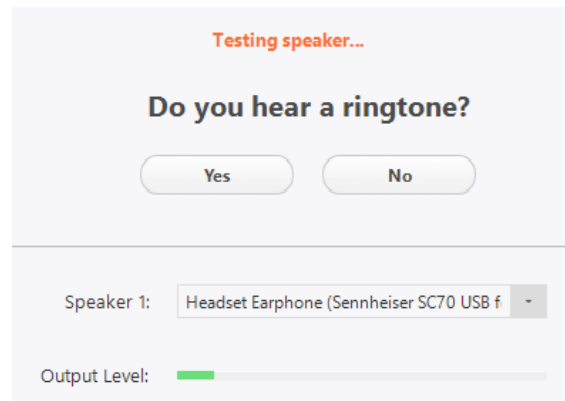 Testing speaker...
Do you hear a ringtone?
Yes No
Speaker 1: Headset Earphone (Sennheiser SC70 USB f
Output Level: